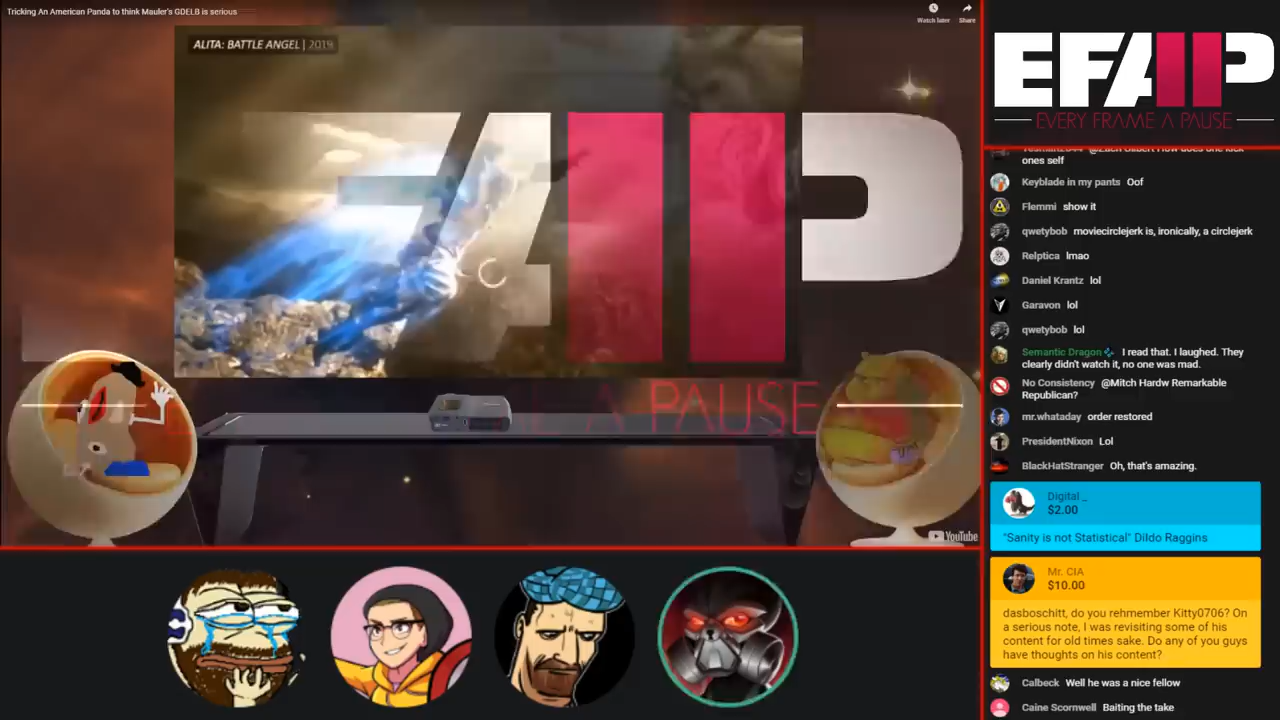 Tricking An American Panda to think Mauler's GDELB is serious
Watch later
Share
ALITA: BATTLE ANGEL | 2019
EFAP
EVERY FRAME A PAUSE
FAP
E A PAUSE
YouTube
ones self
Keyblade in my pants Oof
Flemmi show it
qwetybob moviecirclejerk is, ironically, a circlejerk
Relptica lmao
Daniel Krantz lol
Garavon lol
qwetybob lol
Semantic Dragon I read that. I laughed. They
clearly didn't watch it, no one was mad.
No Consistency @Mitch Hardw Remarkable
Republican?
mr.whataday order restored
PresidentNixon Lol
BlackHatStranger Oh, that's amazing.
Digital _
$2.00
"Sanity is not Statistical" Dildo Raggins
Mr. CIA
$10.00
dasboschitt, do you rehmember Kitty0706? On
a serious note, I was revisiting some of his
content for old times sake. Do any of you guys
have thoughts on his content?
Calbeck Well he was a nice fellow
Caine Scornwell Baiting the take